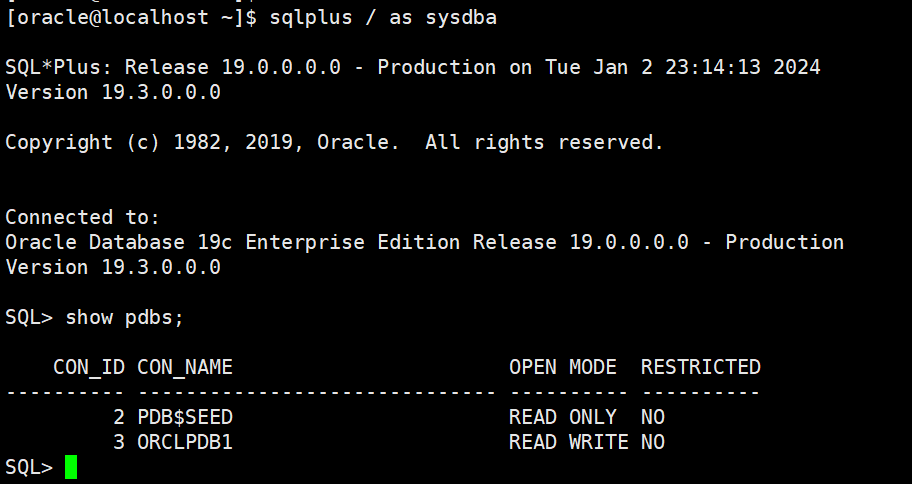 [oracle@localhost ~]$ sqlplus / as sysdba
SQL*Plus: Release 19.0.0.0.0 - Production on Tue Jan 2 23:14:13 2024
Version 19.3.0.0.0
Copyright (c) 1982, 2019, Oracle.  All rights reserved.
Connected to:
Oracle Database 19c Enterprise Edition Release 19.0.0.0.0 - Production
Version 19.3.0.0.0
SQL> show pdbs;
    CON_ID CON_NAME                       OPEN MODE  RESTRICTED
---------- ------------------------------ ---------- ----------
         2 PDB$SEED                       READ ONLY  NO
         3 ORCLPDB1                       READ WRITE NO
SQL>